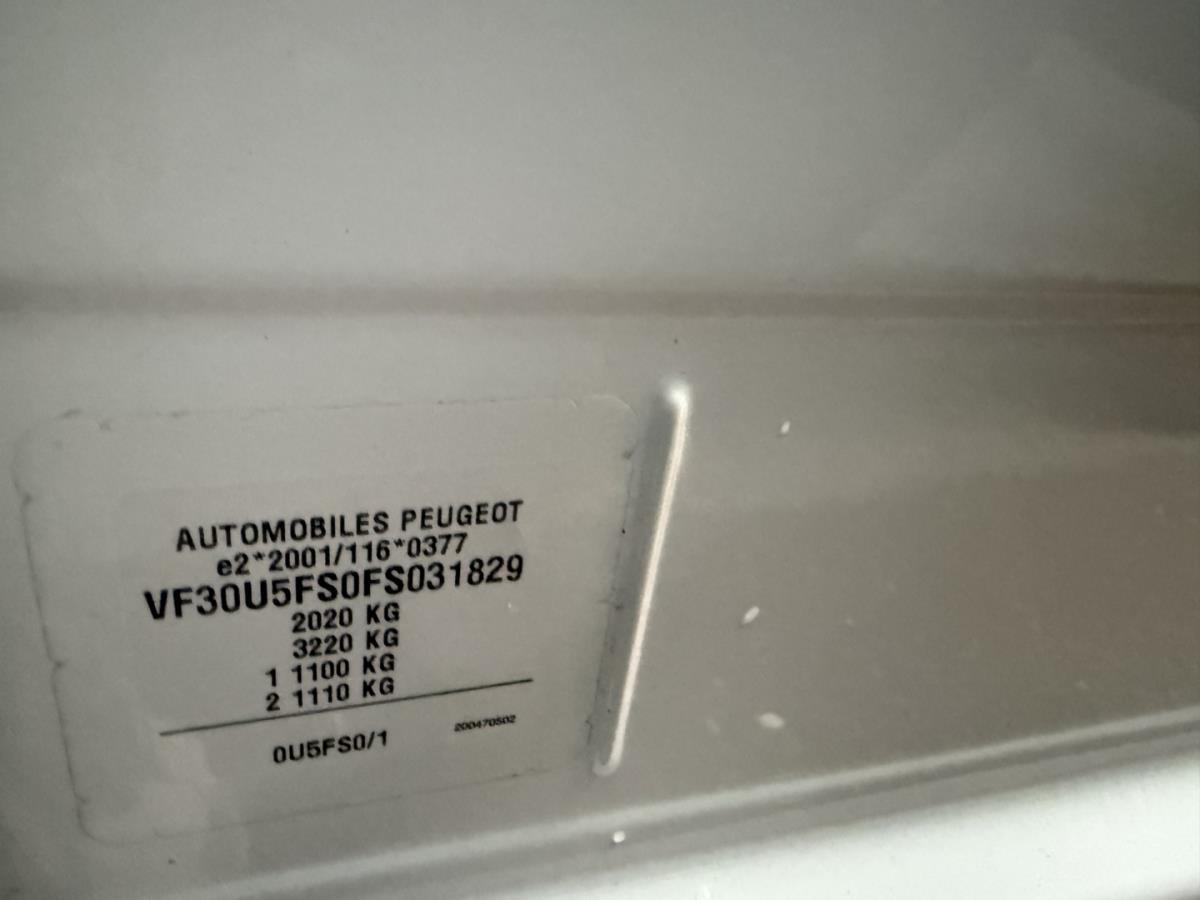 AUTOMOBILES PEUGEOT
e2*2001/116*0377
VF30U5FS0FS031829
2020 KG
3220 KG
1 1100 KG
2 1110 KG
0U5FS0/1
200470S02